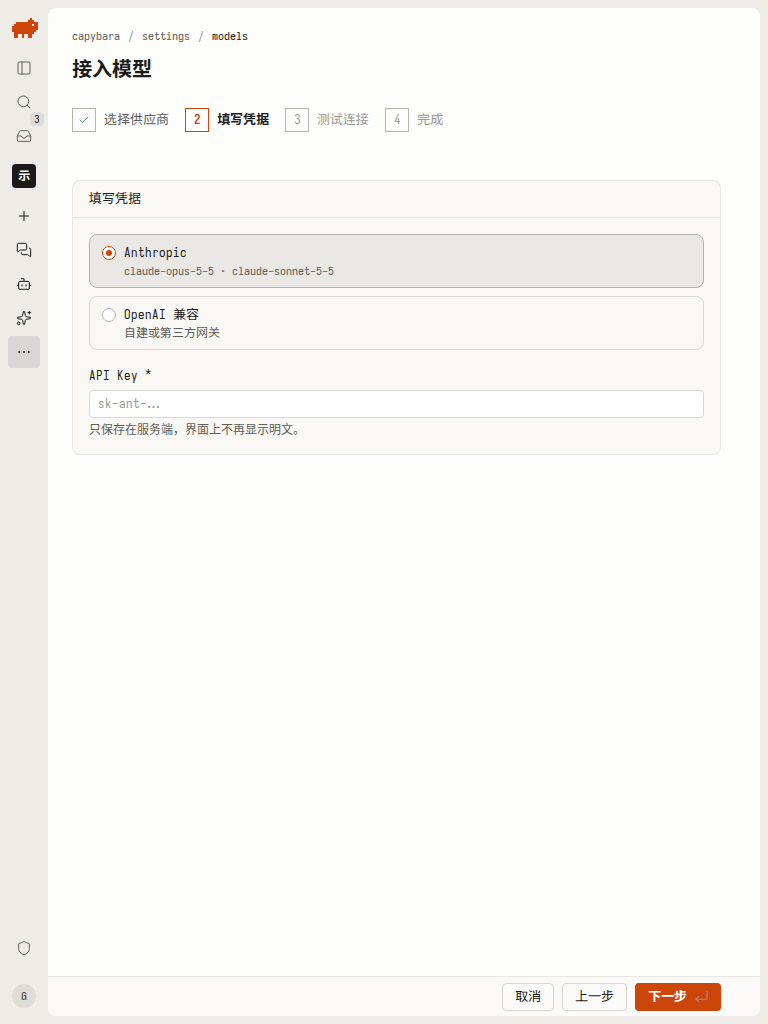 capybara / settings / models
接入模型
3
示
选择供应商 2 填写凭据 3 测试连接 4 完成
填写凭据
Anthropic
claude-opus-5-5 · claude-sonnet-5-5
OpenAI 兼容
自建或第三方网关
API Key *
sk-ant-...
只保存在服务端，界面上不再显示明文。
G
取消 上一步 下一步